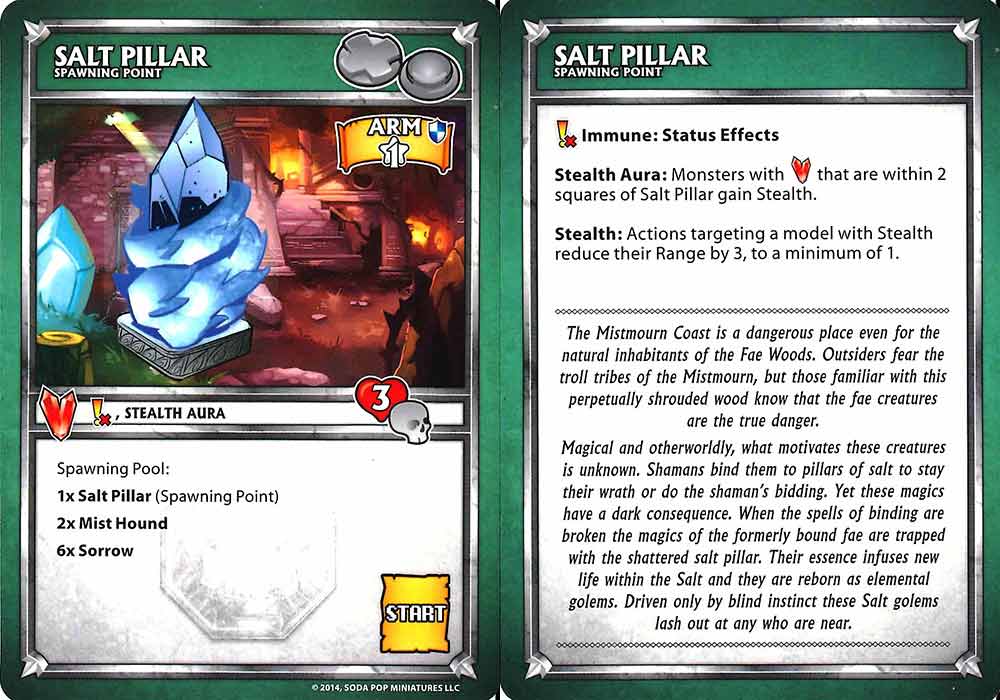 SALT PILLAR
SPAWNING POINT
ARM
1
, STEALTH AURA
3
Spawning Pool:
1x Salt Pillar (Spawning Point)
2x Mist Hound
6x Sorrow
START
© 2014, SODA POP MINIATURES LLC
SALT PILLAR
SPAWNING POINT
Immune: Status Effects
Stealth Aura: Monsters with that are within 2
squares of Salt Pillar gain Stealth.
Stealth: Actions targeting a model with Stealth
reduce their Range by 3, to a minimum of 1.
The Mistmourn Coast is a dangerous place even for the
natural inhabitants of the Fae Woods. Outsiders fear the
troll tribes of the Mistmourn, but those familiar with this
perpetually shrouded wood know that the fae creatures
are the true danger.
Magical and otherworldly, what motivates these creatures
is unknown. Shamans bind them to pillars of salt to stay
their wrath or do the shaman's bidding. Yet these magics
have a dark consequence. When the spells of binding are
broken the magics of the formerly bound fae are trapped
with the shattered salt pillar. Their essence infuses new
life within the Salt and they are reborn as elemental
golems. Driven only by blind instinct these Salt golems
lash out at any who are near.